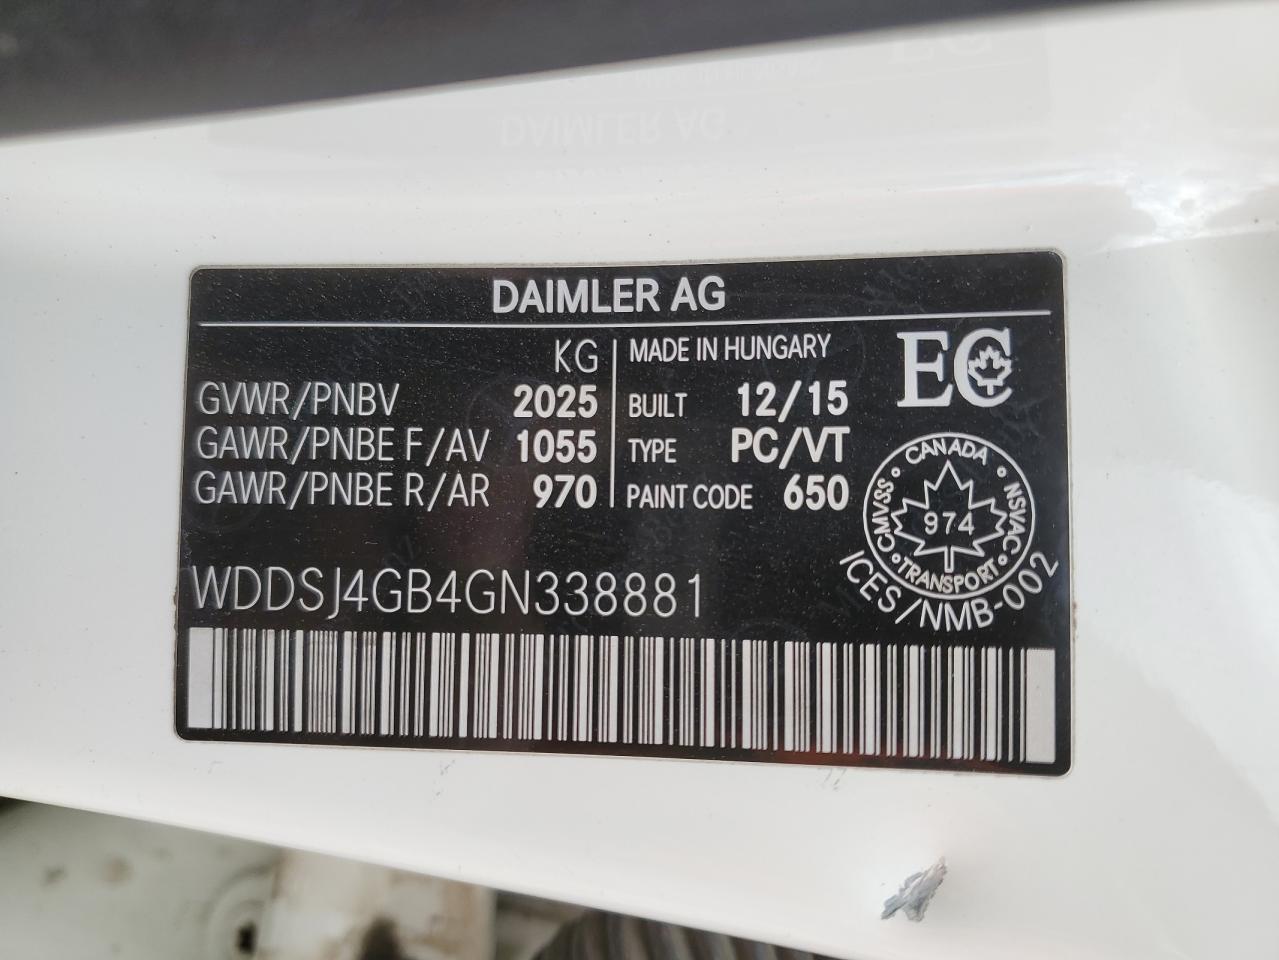 DAIMLER AG
KG
GVWR/PNBV 2025
GAWR/PNBE F/AV 1055
GAWR/PNBE R/AR 970
MADE IN HUNGARY
BUILT 12/15
TYPE PC/VT
PAINT CODE 650
EC
CANADA
CMVSS
NSVAC
974
TRANSPORT
ICES/NMB-002
WDDSJ4GB4GN338881